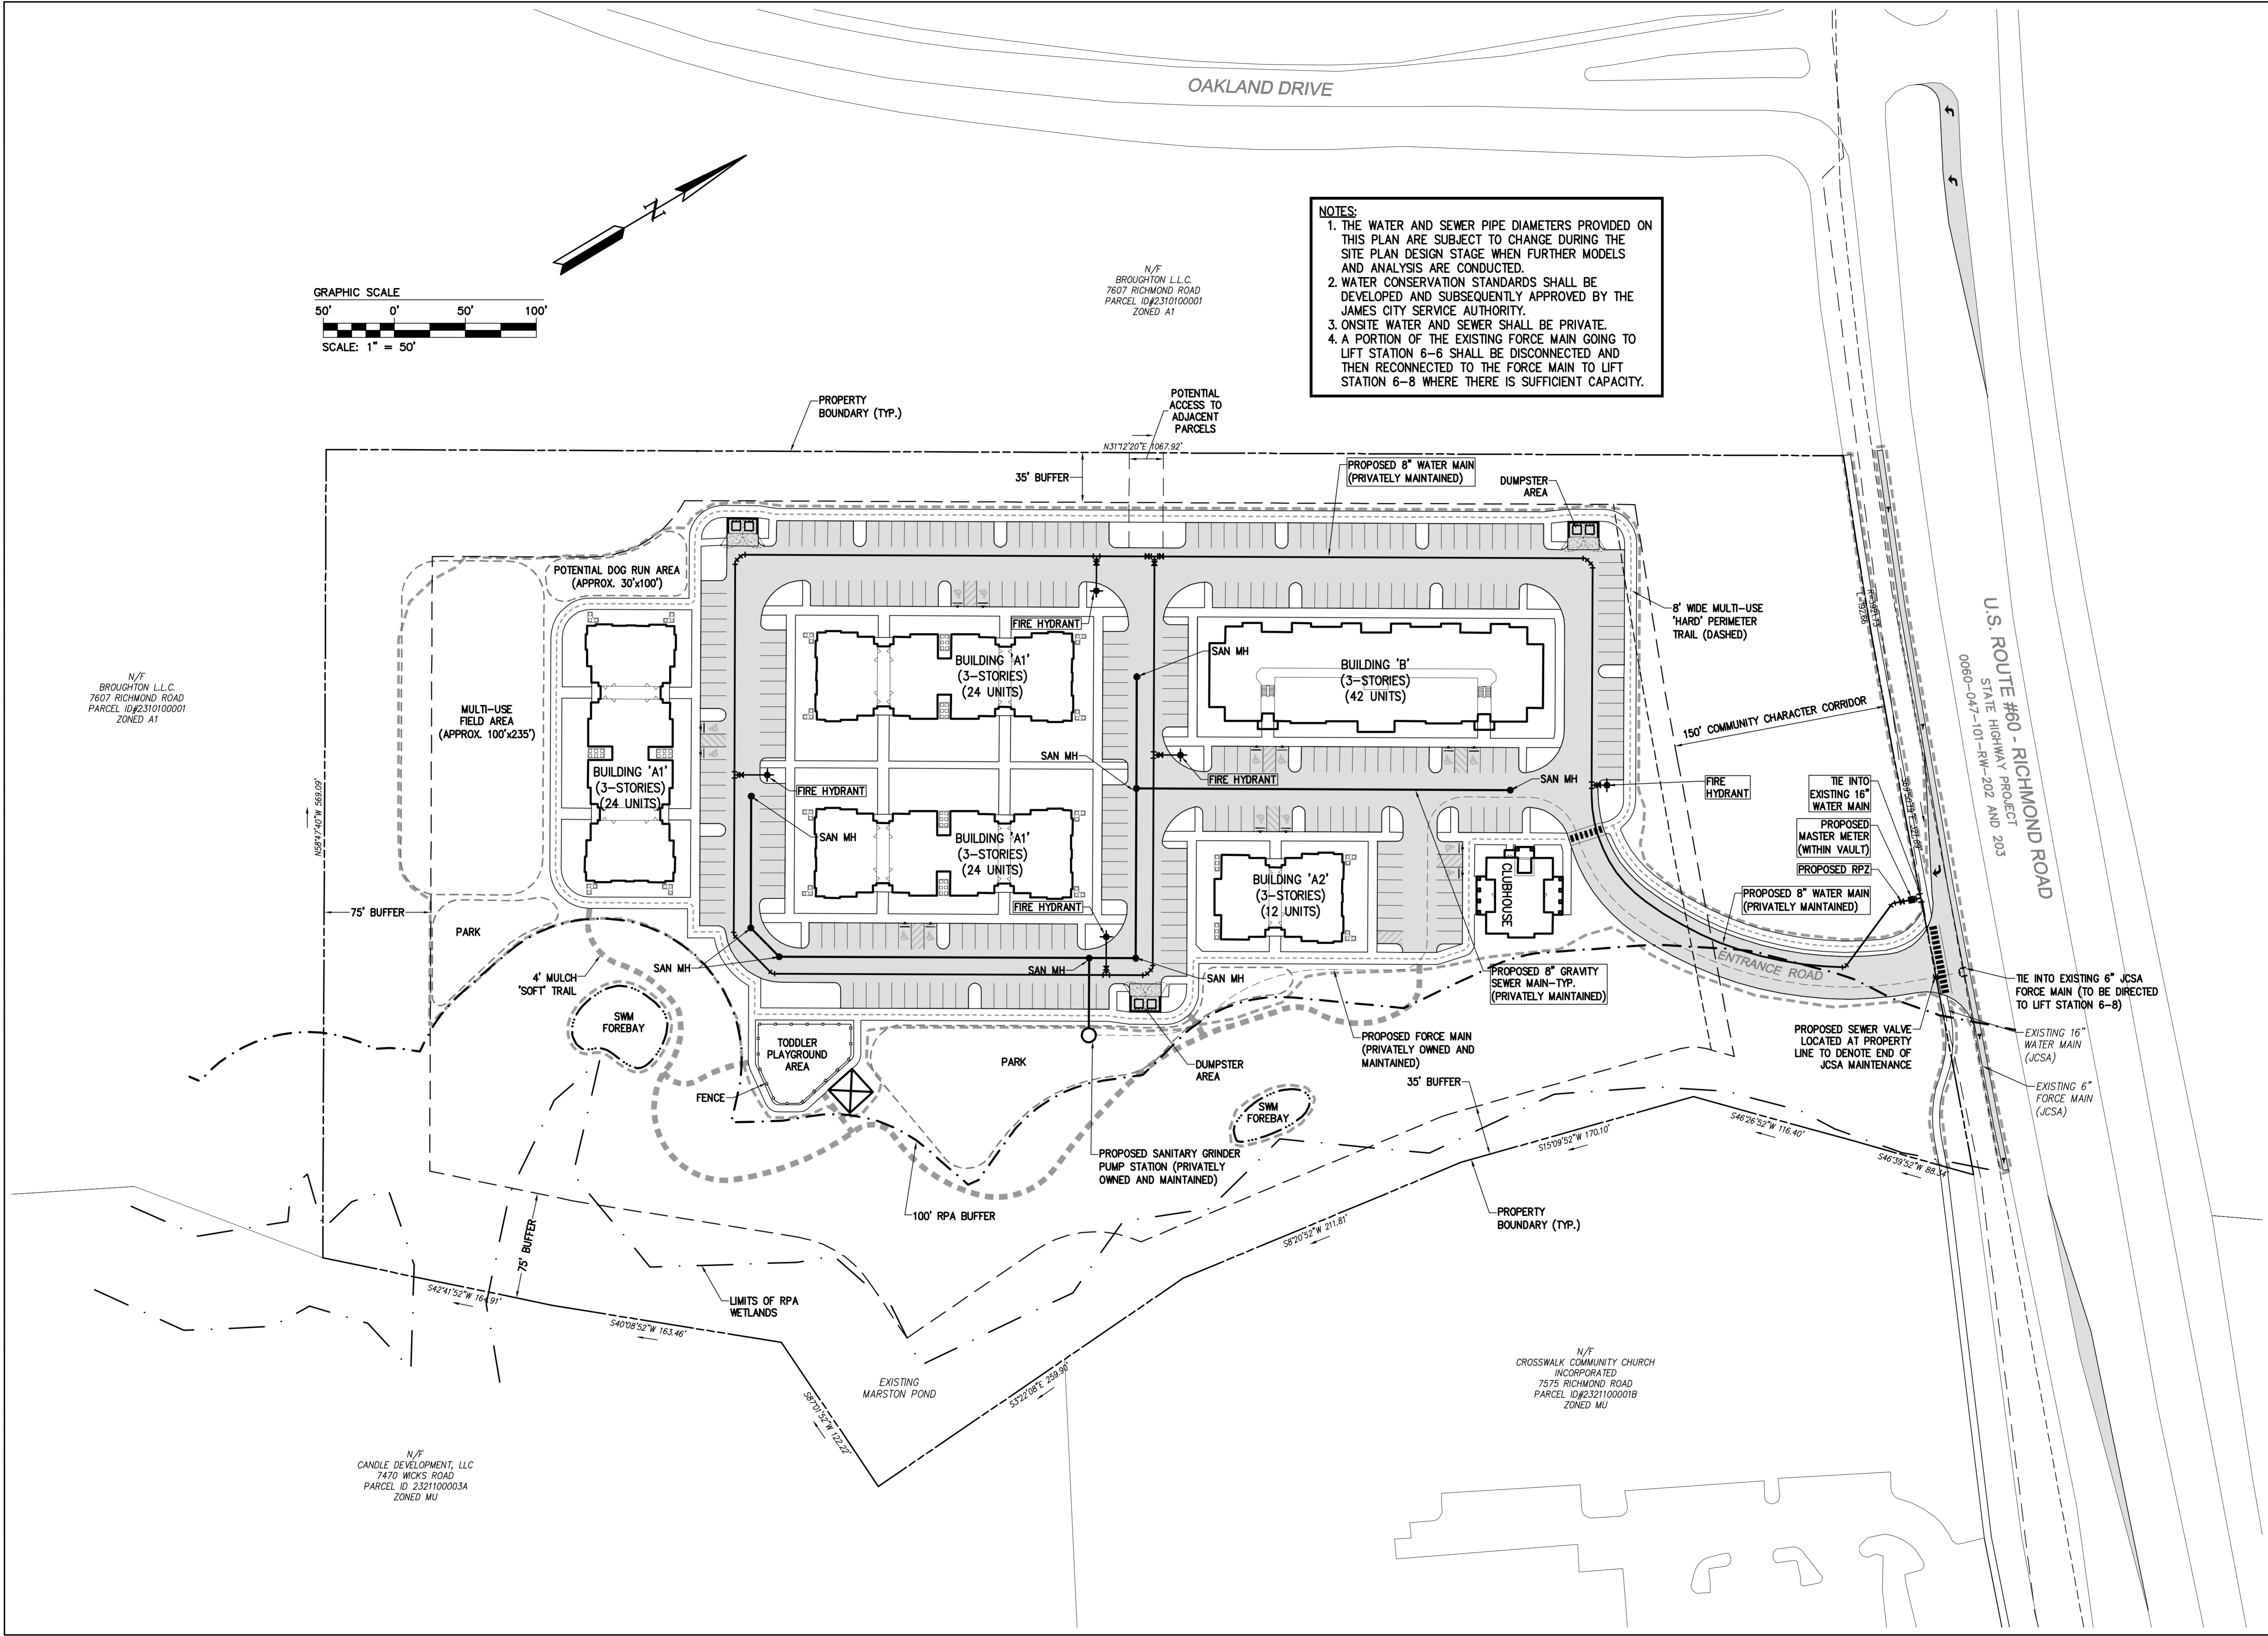 OAKLAND DRIVE
N
GRAPHIC SCALE
50' 0' 50' 100'
SCALE: 1" = 50'
N/F
BROUGHTON L.L.C.
7607 RICHMOND ROAD
PARCEL ID#2310100001
ZONED A1
NOTES:
1. THE WATER AND SEWER PIPE DIAMETERS PROVIDED ON
THIS PLAN ARE SUBJECT TO CHANGE DURING THE
SITE PLAN DESIGN STAGE WHEN FURTHER MODELS
AND ANALYSIS ARE CONDUCTED.
2. WATER CONSERVATION STANDARDS SHALL BE
DEVELOPED AND SUBSEQUENTLY APPROVED BY THE
JAMES CITY SERVICE AUTHORITY.
3. ONSITE WATER AND SEWER SHALL BE PRIVATE.
4. A PORTION OF THE EXISTING FORCE MAIN GOING TO
LIFT STATION 6-6 SHALL BE DISCONNECTED AND
THEN RECONNECTED TO THE FORCE MAIN TO LIFT
STATION 6-8 WHERE THERE IS SUFFICIENT CAPACITY.
PROPERTY
BOUNDARY (TYP.)
POTENTIAL
ACCESS TO
ADJACENT
PARCELS
N31°12'20"E 1067.92'
35' BUFFER
PROPOSED 8" WATER MAIN
(PRIVATELY MAINTAINED)
DUMPSTER
AREA
POTENTIAL DOG RUN AREA
(APPROX. 30'x100')
8' WIDE MULTI-USE
'HARD' PERIMETER
TRAIL (DASHED)
FIRE HYDRANT
SAN MH
BUILDING 'A1'
(3-STORIES)
(24 UNITS)
BUILDING 'B'
(3-STORIES)
(42 UNITS)
U.S. ROUTE #60 - RICHMOND ROAD
STATE HIGHWAY PROJECT
0060-047-101-RW-202 AND 203
N/F
BROUGHTON L.L.C.
7607 RICHMOND ROAD
PARCEL ID#2310100001
ZONED A1
MULTI-USE
FIELD AREA
(APPROX. 100'x235')
150' COMMUNITY CHARACTER CORRIDOR
SAN MH
BUILDING 'A1'
(3-STORIES)
(24 UNITS)
FIRE HYDRANT
FIRE HYDRANT
SAN MH
FIRE
HYDRANT
TIE INTO
EXISTING 16"
WATER MAIN
N58°47'40"W 569.09'
SAN MH
BUILDING 'A1'
(3-STORIES)
(24 UNITS)
BUILDING 'A2'
(3-STORIES)
(12 UNITS)
CLUBHOUSE
PROPOSED
MASTER METER
(WITHIN VAULT)
PROPOSED RPZ
PROPOSED 8" WATER MAIN
(PRIVATELY MAINTAINED)
75' BUFFER
FIRE HYDRANT
PARK
4' MULCH
'SOFT' TRAIL
SAN MH
SAN MH
SAN MH
PROPOSED 8" GRAVITY
SEWER MAIN-TYP.
(PRIVATELY MAINTAINED)
ENTRANCE ROAD
TIE INTO EXISTING 6" JCSA
FORCE MAIN (TO BE DIRECTED
TO LIFT STATION 6-8)
SWM
FOREBAY
TODDLER
PLAYGROUND
AREA
PARK
PROPOSED FORCE MAIN
(PRIVATELY OWNED AND
MAINTAINED)
PROPOSED SEWER VALVE
LOCATED AT PROPERTY
LINE TO DENOTE END OF
JCSA MAINTENANCE
EXISTING 16"
WATER MAIN
(JCSA)
DUMPSTER
AREA
35' BUFFER
FENCE
SWM
FOREBAY
EXISTING 6"
FORCE MAIN
(JCSA)
S15°09'52"W 170.10'
S46°26'52"W 116.40'
S46°39'52"W 88.34'
PROPOSED SANITARY GRINDER
PUMP STATION (PRIVATELY
OWNED AND MAINTAINED)
100' RPA BUFFER
PROPERTY
BOUNDARY (TYP.)
75' BUFFER
S8°20'52"W 211.81'
S42°41'52"W 164.91'
LIMITS OF RPA
WETLANDS
S40°08'52"W 163.46'
EXISTING
MARSTON POND
S87°01'52"W 122.22'
S3°22'08"E 259.90'
N/F
CROSSWALK COMMUNITY CHURCH
INCORPORATED
7575 RICHMOND ROAD
PARCEL ID#2321100001B
ZONED MU
N/F
CANDLE DEVELOPMENT, LLC
7470 WICKS ROAD
PARCEL ID 2321100003A
ZONED MU